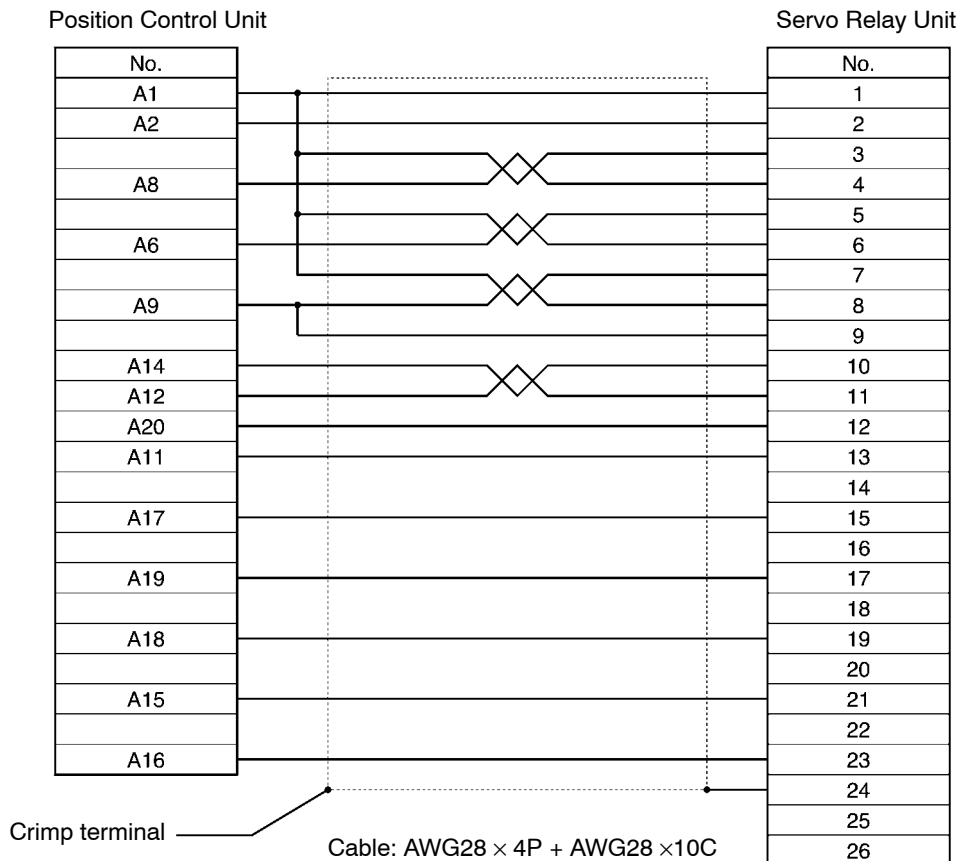 Position Control Unit Servo Relay Unit
No. No.
A1 1
A2 2
3
A8 4
5
A6 6
7
A9 8
9
A14 10
A12 11
A20 12
A11 13
14
A17 15
16
A19 17
18
A18 19
20
A15 21
22
A16 23
24
25
Crimp terminal
Cable: AWG28 × 4P + AWG28 ×10C
26